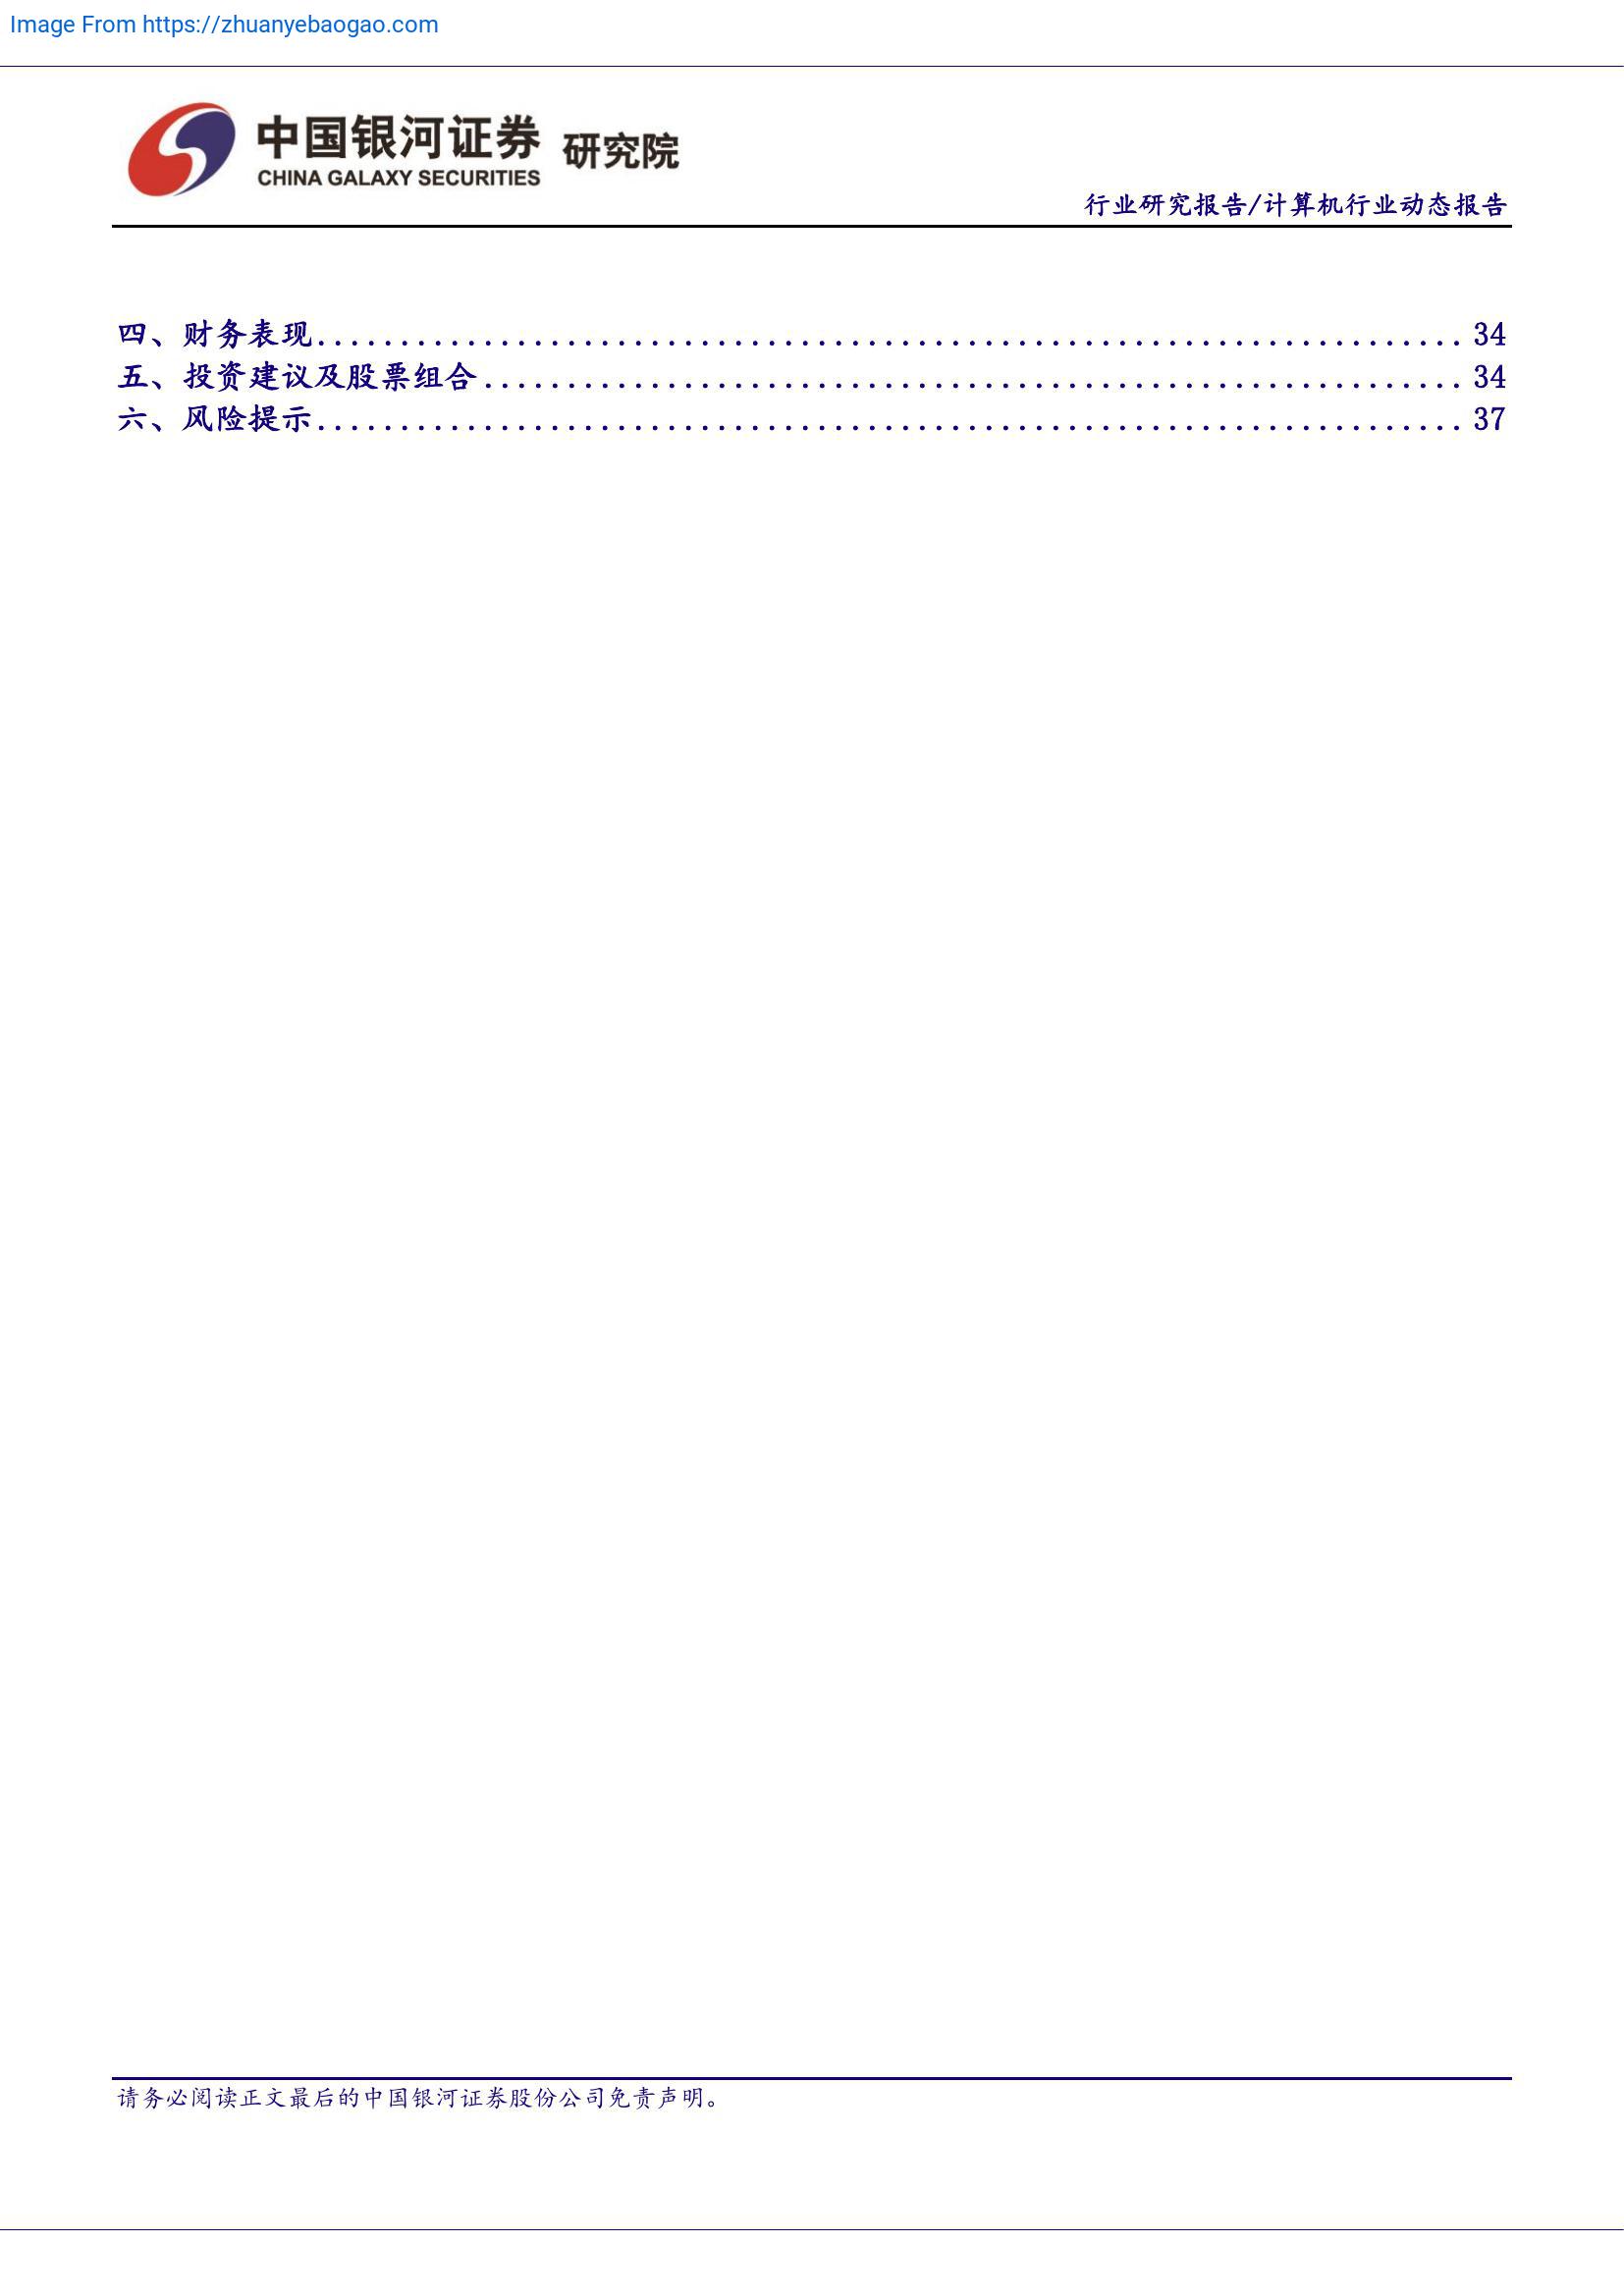 Image From https://zhuanyebaogao.com
中国银河证券 研究院
CHINA GALAXY SECURITIES
行业研究报告/计算机行业动态报告
四、财务表现...................................................................... 34
五、投资建议及股票组合............................................................ 34
六、风险提示...................................................................... 37
请务必阅读正文最后的中国银河证券股份公司免责声明。